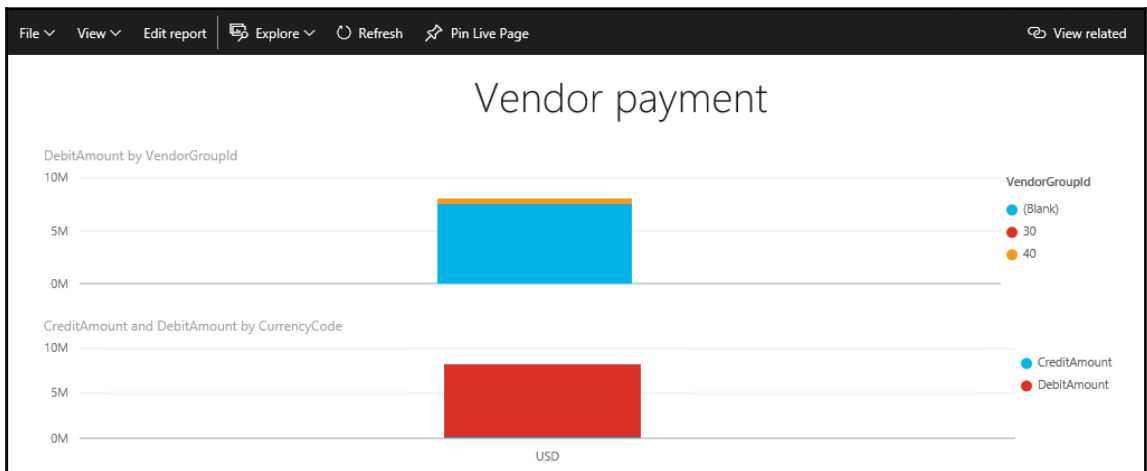 File View Edit report Explore Refresh Pin Live Page View related
Vendor payment
DebitAmount by VendorGroupId
10M
5M
0M
VendorGroupId
(Blank)
30
40
CreditAmount and DebitAmount by CurrencyCode
10M
5M
0M
USD
CreditAmount
DebitAmount